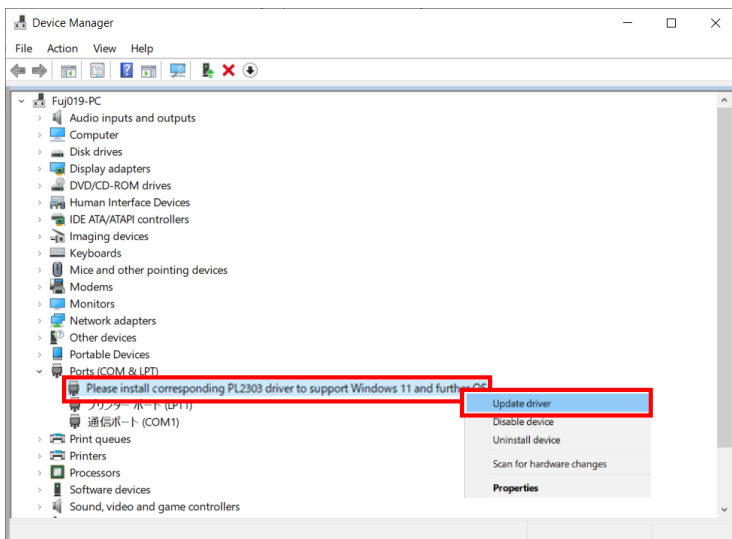 Device Manager
File Action View Help
Fuj019-PC
Audio inputs and outputs
Computer
Disk drives
Display adapters
DVD/CD-ROM drives
Human Interface Devices
IDE ATA/ATAPI controllers
Imaging devices
Keyboards
Mice and other pointing devices
Modems
Monitors
Network adapters
Other devices
Portable Devices
Ports (COM & LPT)
Please install corresponding PL2303 driver to support Windows 11 and further OS
プリンター ポート (LPT1)
通信ポート (COM1)
Print queues
Printers
Processors
Software devices
Sound, video and game controllers
Update driver
Disable device
Uninstall device
Scan for hardware changes
Properties